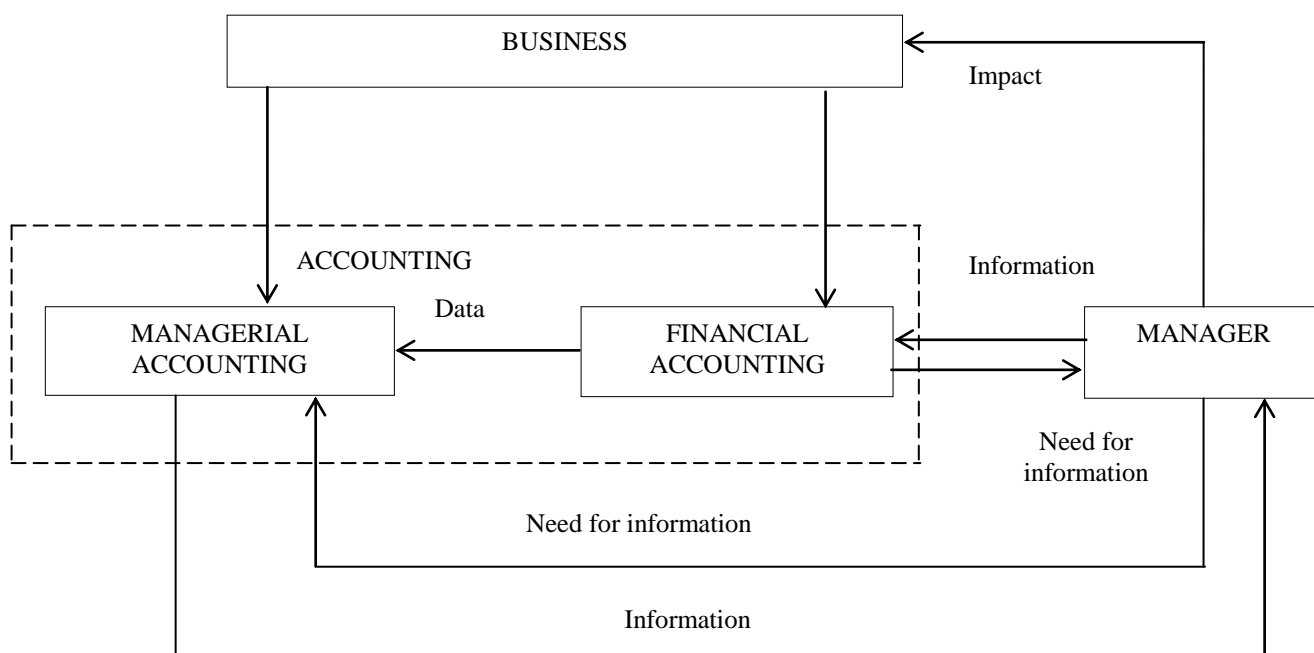 BUSINESS
Impact
ACCOUNTING
Information
Data
MANAGERIAL
ACCOUNTING
FINANCIAL
ACCOUNTING
MANAGER
Need for
information
Need for information
Information